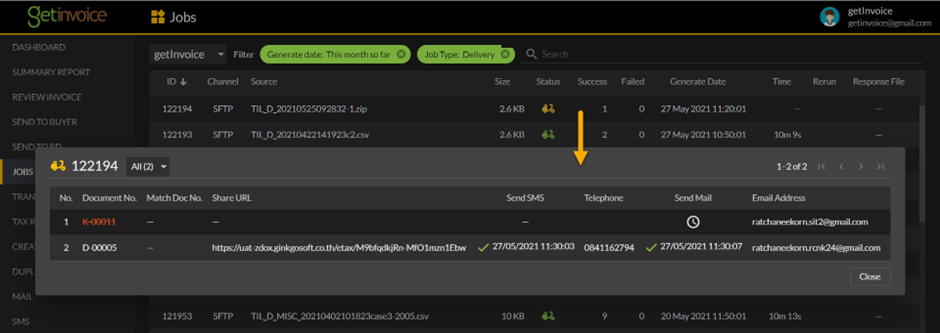 getinvoice
Jobs
getInvoice
getinvoice@gmail.com
DASHBOARD
SUMMARY REPORT
REVIEW INVOICE
SEND TO BUYER
SEND TO RD
JOBS
TRAN
TAX R
CREA
DUPL
MAIL
SMS
getInvoice Filter Generate date: This month so far Job Type: Delivery Search
ID Channel Source Size Status Success Failed Generate Date Time Rerun Response File
122194 SFTP TIL_D_20210525092832-1.zip 2.6 KB 1 0 27 May 2021 11:20:01 — —
122193 SFTP TIL_D_20210422141923c2.csv 2.6 KB 2 0 27 May 2021 10:50:01 10m 9s —
122194 All (2) 1-2 of 2
No. Document No. Match Doc No. Share URL Send SMS Telephone Send Mail Email Address
1 K-00011 — — — ratchaneekorn.sit2@gmail.com
2 D-00005 — https://uat-zdox.ginkgosoft.co.th/etax/M9bfqdkjRn-MfO1mzn1Ebw 27/05/2021 11:30:03 0841162794 27/05/2021 11:30:07 ratchaneekorn.rcnk24@gmail.com
Close
121953 SFTP TIL_D_MISC_20210402101823case3-2005.csv 10 KB 9 0 20 May 2021 11:50:01 10m 13s —